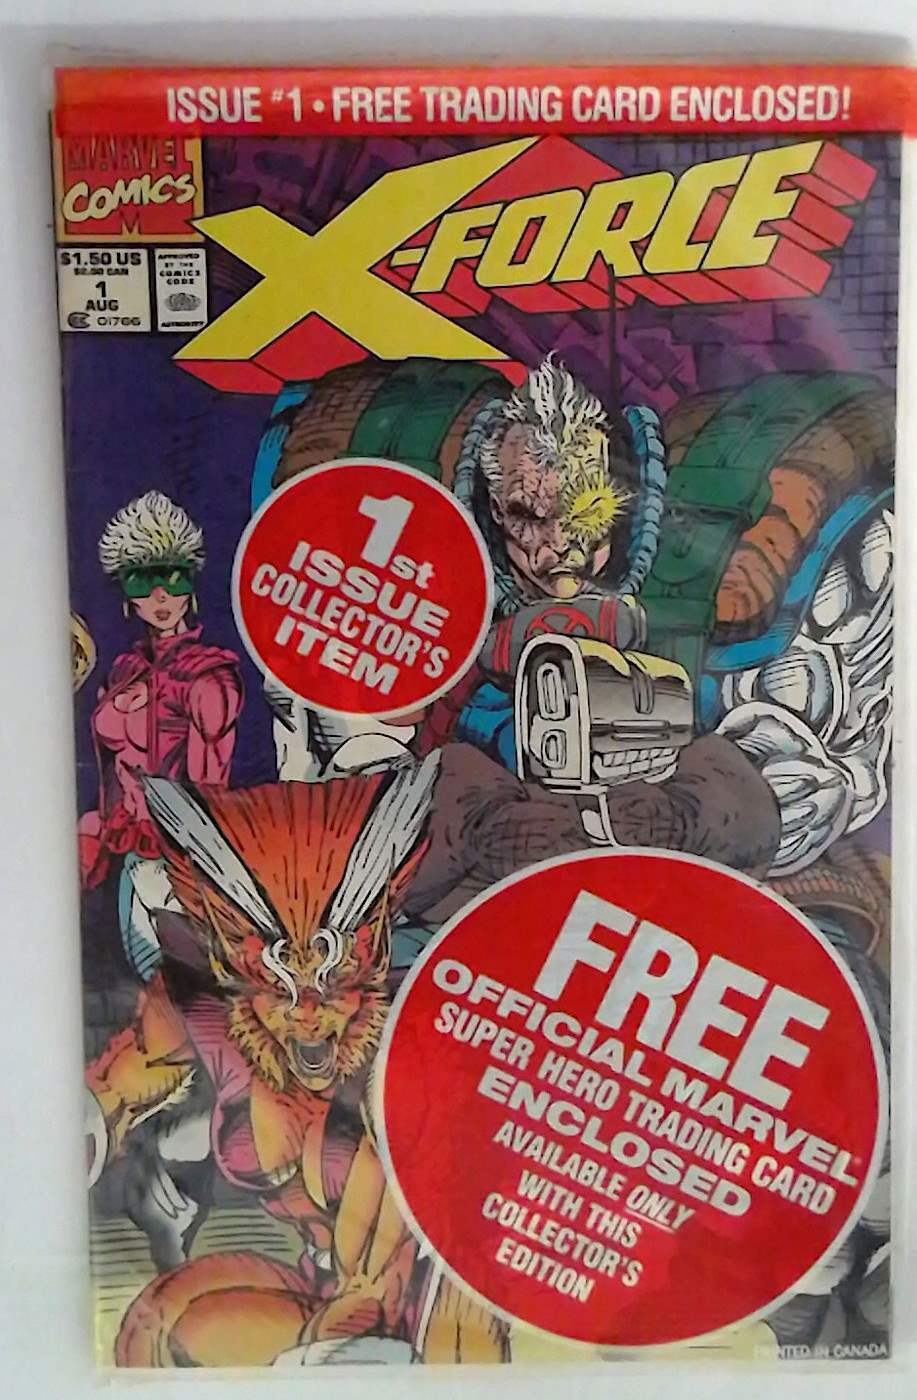 ISSUE #1 • FREE TRADING CARD ENCLOSED!
MARVEL
COMICS
M
X-FORCE
$1.50 US
$2.00 CAN
1
AUG
CC 01766
APPROVED
BY THE
COMICS
CODE
AUTHORITY
1st
ISSUE
COLLECTOR'S
ITEM
FREE
OFFICIAL MARVEL
SUPER HERO TRADING CARD
ENCLOSED
AVAILABLE ONLY
WITH THIS
COLLECTOR'S
EDITION
PRINTED IN CANADA